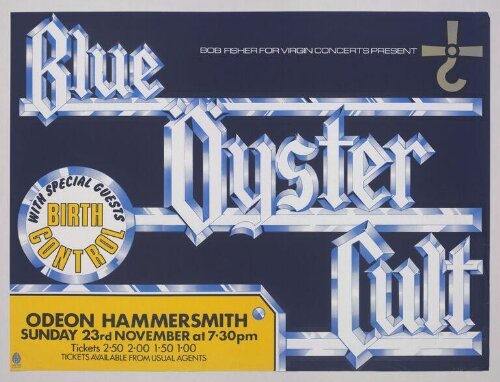 BOB FISHER FOR VIRGIN CONCERTS PRESENT
Blue
Öyster
Cult
WITH SPECIAL GUESTS
BIRTH
CONTROL
ODEON HAMMERSMITH
SUNDAY 23rd NOVEMBER at 7·30pm
Tickets 2·50 2·00 1·50 1·00
TICKETS AVAILABLE FROM USUAL AGENTS